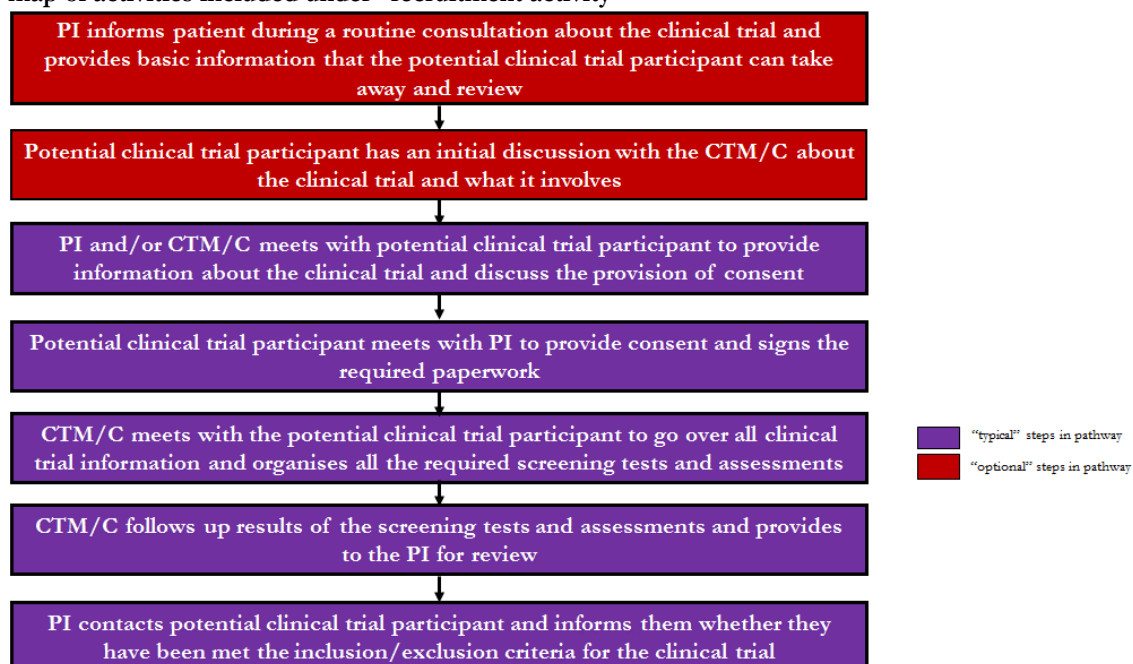 map of activities included under "recruitment activity"
PI informs patient during a routine consultation about the clinical trial and
provides basic information that the potential clinical trial participant can take
away and review
Potential clinical trial participant has an initial discussion with the CTM/C about
the clinical trial and what it involves
PI and/or CTM/C meets with potential clinical trial participant to provide
information about the clinical trial and discuss the provision of consent
Potential clinical trial participant meets with PI to provide consent and signs the
required paperwork
CTM/C meets with the potential clinical trial participant to go over all clinical
trial information and organises all the required screening tests and assessments
"typical" steps in pathway
"optional" steps in pathway
CTM/C follows up results of the screening tests and assessments and provides
to the PI for review
PI contacts potential clinical trial participant and informs them whether they
have been met the inclusion/exclusion criteria for the clinical trial